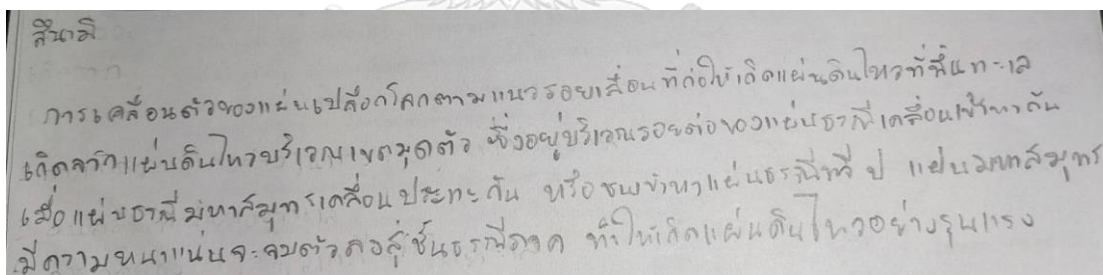 สึนามิ
การเคลื่อนตัวของแผ่นเปลือกโลกตามแนวรอยเลื่อนที่ก่อให้เกิดแผ่นดินไหวที่พื้นทะเล
เกิดจากแผ่นดินไหวบริเวณเขตมุดตัว ซึ่งอยู่บริเวณรอยต่อของแผ่นธรณีเคลื่อนเข้าหากัน
เมื่อแผ่นธรณีมหาสมุทรเคลื่อนประทะกัน หรือชนเข้าหาแผ่นธรณีทวีป แผ่นมหาสมุทร
มีความหนาแน่นจะจมตัวลงสู่ชั้นธรณีภาค ทำให้เกิดแผ่นดินไหวอย่างรุนแรง